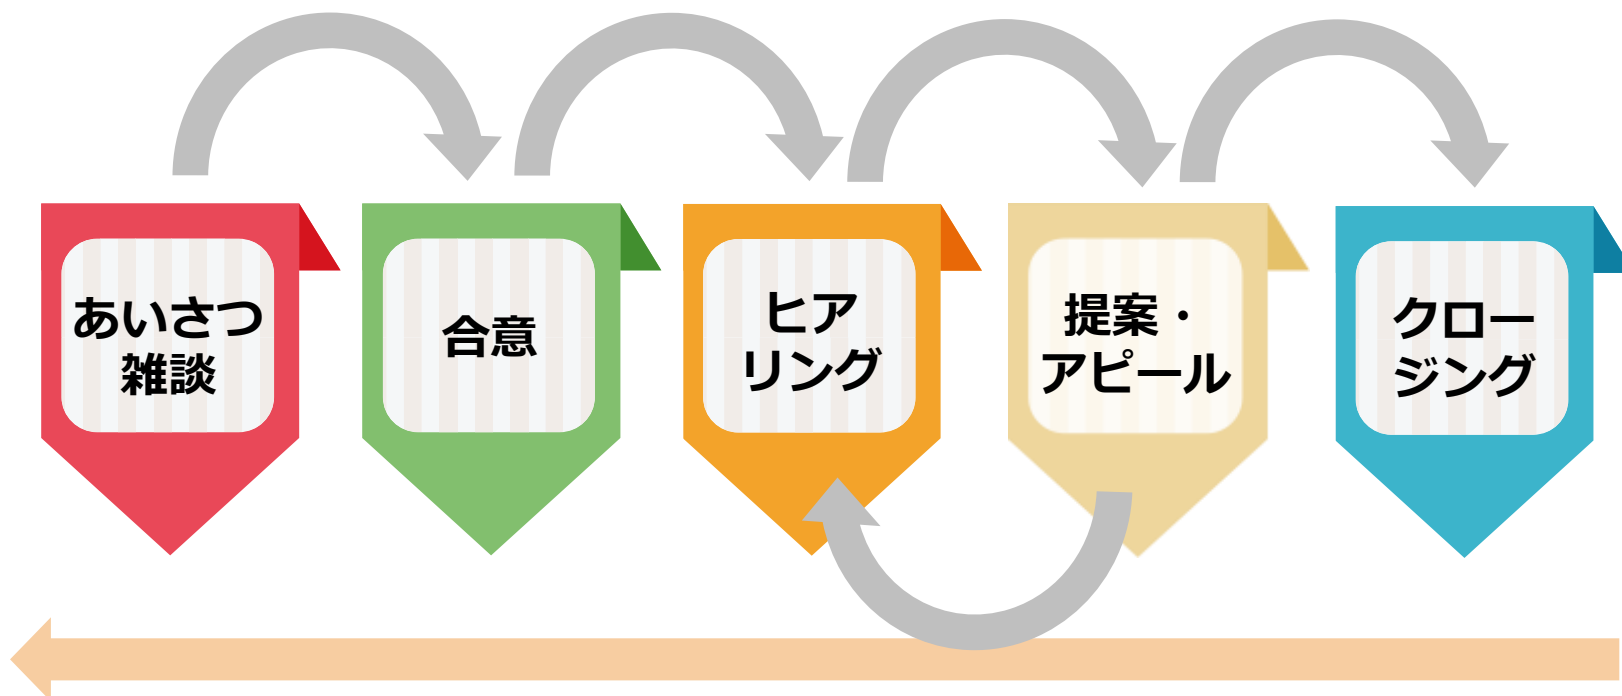 あいさつ
雑談
合意
ヒア
リング
提案・
アピール
クロー
ジング